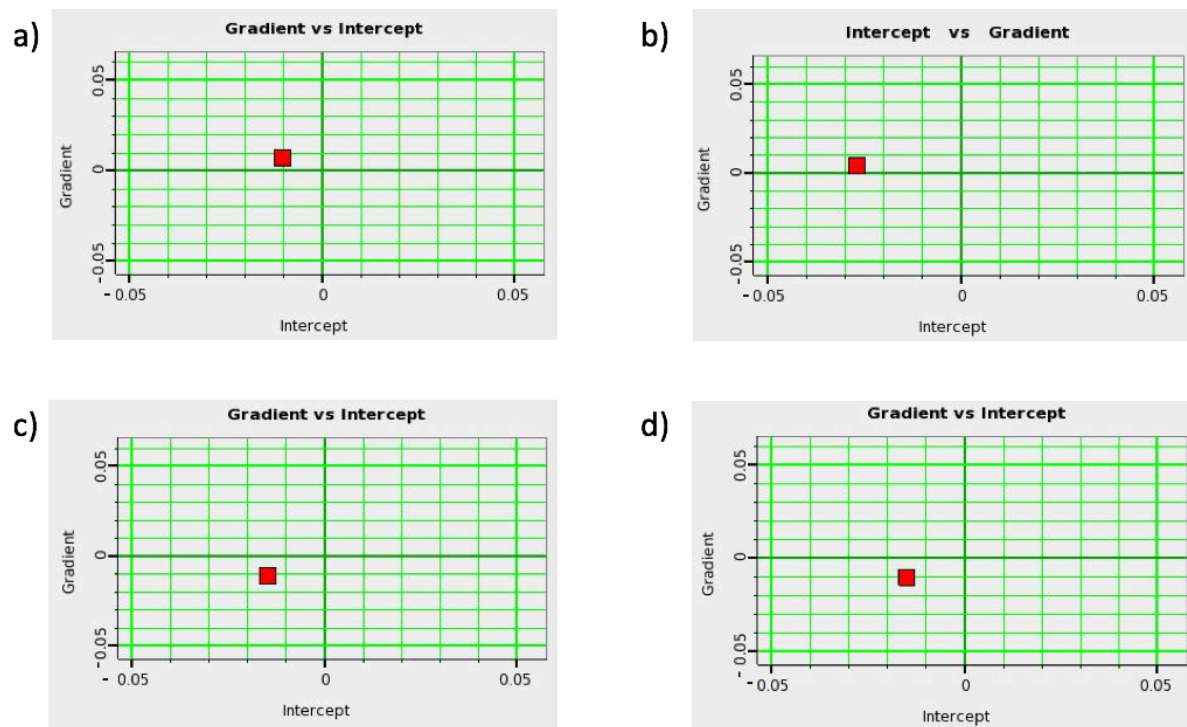 a)
Gradient vs Intercept
0.05
0
- 0.05
Gradient
- 0.05 0 0.05
Intercept
b)
Intercept vs Gradient
0.05
0
- 0.05
Gradient
- 0.05 0 0.05
Intercept
c)
Gradient vs Intercept
0.05
0
- 0.05
Gradient
- 0.05 0 0.05
Intercept
d)
Gradient vs Intercept
0.05
0
- 0.05
Gradient
- 0.05 0 0.05
Intercept